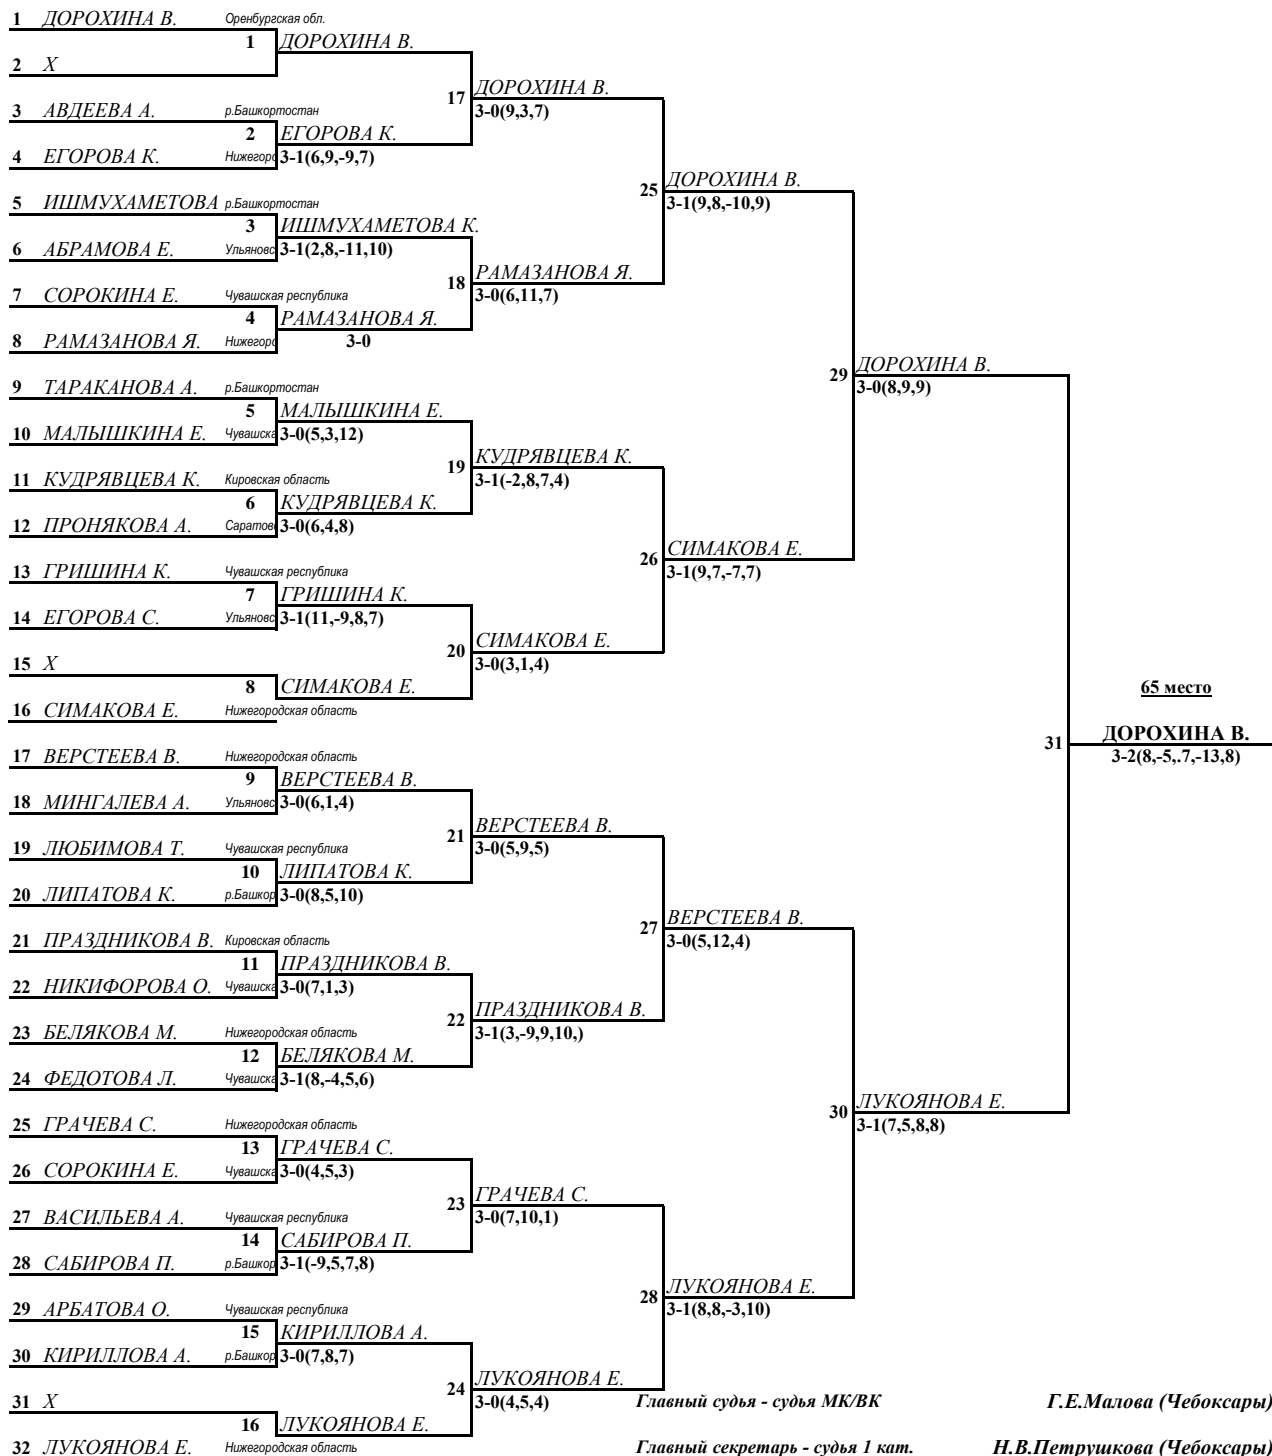 1 ДОРОХИНА В. Оренбургская обл.
1 ДОРОХИНА В.
2 X
17 ДОРОХИНА В.
3-0(9,3,7)
3 АВДЕЕВА А. р.Башкортостан
2 ЕГОРОВА К.
4 ЕГОРОВА К. Нижегоро 3-1(6,9,-9,7)
25 ДОРОХИНА В.
3-1(9,8,-10,9)
5 ИШМУХАМЕТОВА р.Башкортостан
3 ИШМУХАМЕТОВА К.
6 АБРАМОВА Е. Ульяновс 3-1(2,8,-11,10)
18 РАМАЗАНОВА Я.
3-0(6,11,7)
7 СОРОКИНА Е. Чувашская республика
4 РАМАЗАНОВА Я.
8 РАМАЗАНОВА Я. Нижегоро 3-0
29 ДОРОХИНА В.
3-0(8,9,9)
9 ТАРАКАНОВА А. р.Башкортостан
5 МАЛЫШКИНА Е.
10 МАЛЫШКИНА Е. Чувашска 3-0(5,3,12)
19 КУДРЯВЦЕВА К.
3-1(-2,8,7,4)
11 КУДРЯВЦЕВА К. Кировская область
6 КУДРЯВЦЕВА К.
12 ПРОНЯКОВА А. Саратовс 3-0(6,4,8)
26 СИМАКОВА Е.
3-1(9,7,-7,7)
13 ГРИШИНА К. Чувашская республика
7 ГРИШИНА К.
14 ЕГОРОВА С. Ульяновс 3-1(11,-9,8,7)
20 СИМАКОВА Е.
3-0(3,1,4)
15 X
8 СИМАКОВА Е.
16 СИМАКОВА Е. Нижегородская область
65 место
31 ДОРОХИНА В.
3-2(8,-5,.7,-13,8)
17 ВЕРСТЕЕВА В. Нижегородская область
9 ВЕРСТЕЕВА В.
18 МИНГАЛЕВА А. Ульяновс 3-0(6,1,4)
21 ВЕРСТЕЕВА В.
3-0(5,9,5)
19 ЛЮБИМОВА Т. Чувашская республика
10 ЛИПАТОВА К.
20 ЛИПАТОВА К. р.Башкор 3-0(8,5,10)
27 ВЕРСТЕЕВА В.
3-0(5,12,4)
21 ПРАЗДНИКОВА В. Кировская область
11 ПРАЗДНИКОВА В.
22 НИКИФОРОВА О. Чувашска 3-0(7,1,3)
22 ПРАЗДНИКОВА В.
3-1(3,-9,9,10,)
23 БЕЛЯКОВА М. Нижегородская область
12 БЕЛЯКОВА М.
24 ФЕДОТОВА Л. Чувашска 3-1(8,-4,5,6)
30 ЛУКОЯНОВА Е.
3-1(7,5,8,8)
25 ГРАЧЕВА С. Нижегородская область
13 ГРАЧЕВА С.
26 СОРОКИНА Е. Чувашска 3-0(4,5,3)
23 ГРАЧЕВА С.
3-0(7,10,1)
27 ВАСИЛЬЕВА А. Чувашская республика
14 САБИРОВА П.
28 САБИРОВА П. р.Башкор 3-1(-9,5,7,8)
28 ЛУКОЯНОВА Е.
3-1(8,8,-3,10)
29 АРБАТОВА О. Чувашская республика
15 КИРИЛЛОВА А.
30 КИРИЛЛОВА А. р.Башкор 3-0(7,8,7)
24 ЛУКОЯНОВА Е.
3-0(4,5,4)
31 X
Главный судья - судья МК/ВК Г.Е.Малова (Чебоксары)
16 ЛУКОЯНОВА Е.
32 ЛУКОЯНОВА Е. Нижегородская область
Главный секретарь - судья 1 кат. Н.В.Петрушкова (Чебоксары)